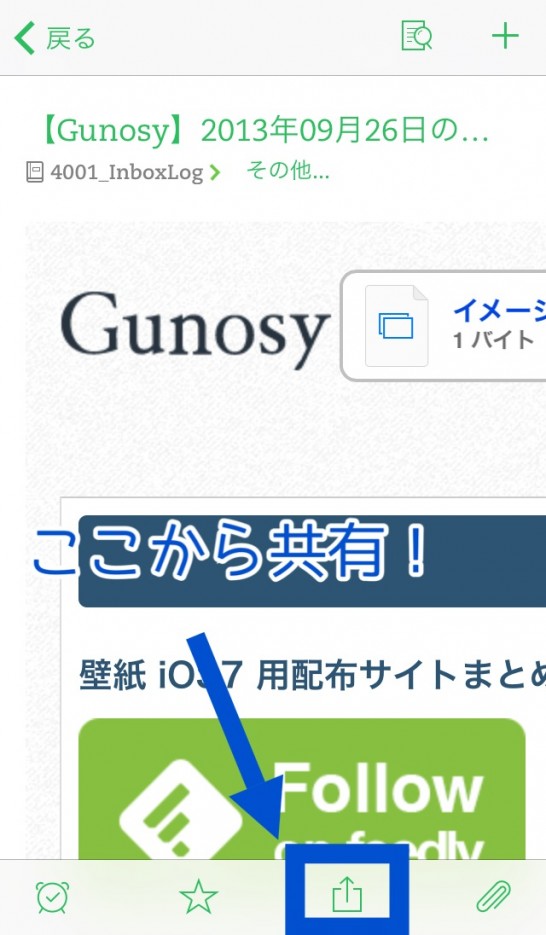 戻る
【Gunosy】2013年09月26日の...
4001_InboxLog
その他...
Gunosy
イメージ
1 バイト
ここから共有！
壁紙 iOS7 用配布サイトまとめ
Follow
on feedly